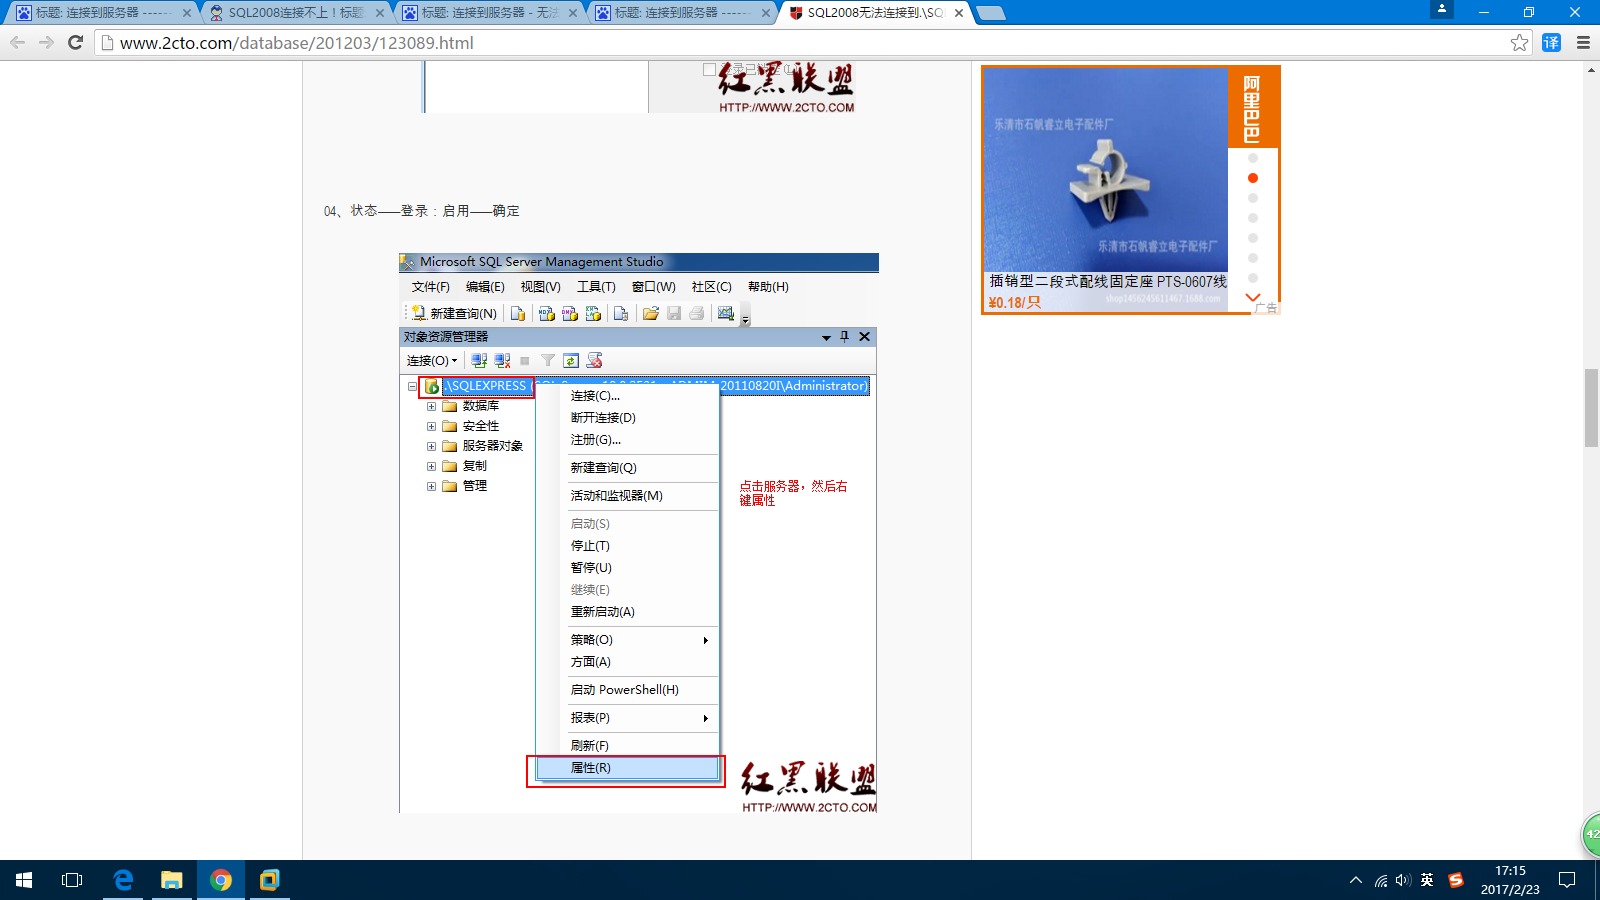 标题: 连接到服务器 ------
SQL2008连接不上！标题
标题: 连接到服务器 - 无法
标题: 连接到服务器 ------
SQL2008无法连接到.\SQ
www.2cto.com/database/201203/123089.html
译
红黑联盟
HTTP://WWW.2CTO.COM
阿里巴巴
乐清市石帆睿立电子配件厂
乐清市石帆睿立电子配件厂
插销型二段式配线固定座 PTS-0607线
¥0.18/只
shop1456245611467.1688.com
广告
04、状态——登录：启用——确定
Microsoft SQL Server Management Studio
文件(F) 编辑(E) 视图(V) 工具(T) 窗口(W) 社区(C) 帮助(H)
新建查询(N)
对象资源管理器
连接(O)
.\SQLEXPRESS
20110820I\Administrator)
数据库
安全性
服务器对象
复制
管理
连接(C)...
断开连接(D)
注册(G)...
新建查询(Q)
活动和监视器(M)
启动(S)
停止(T)
暂停(U)
继续(E)
重新启动(A)
策略(O)
方面(A)
启动 PowerShell(H)
报表(P)
刷新(F)
属性(R)
点击服务器，然后右
键属性
红黑联盟
HTTP://WWW.2CTO.COM
42
英
17:15
2017/2/23